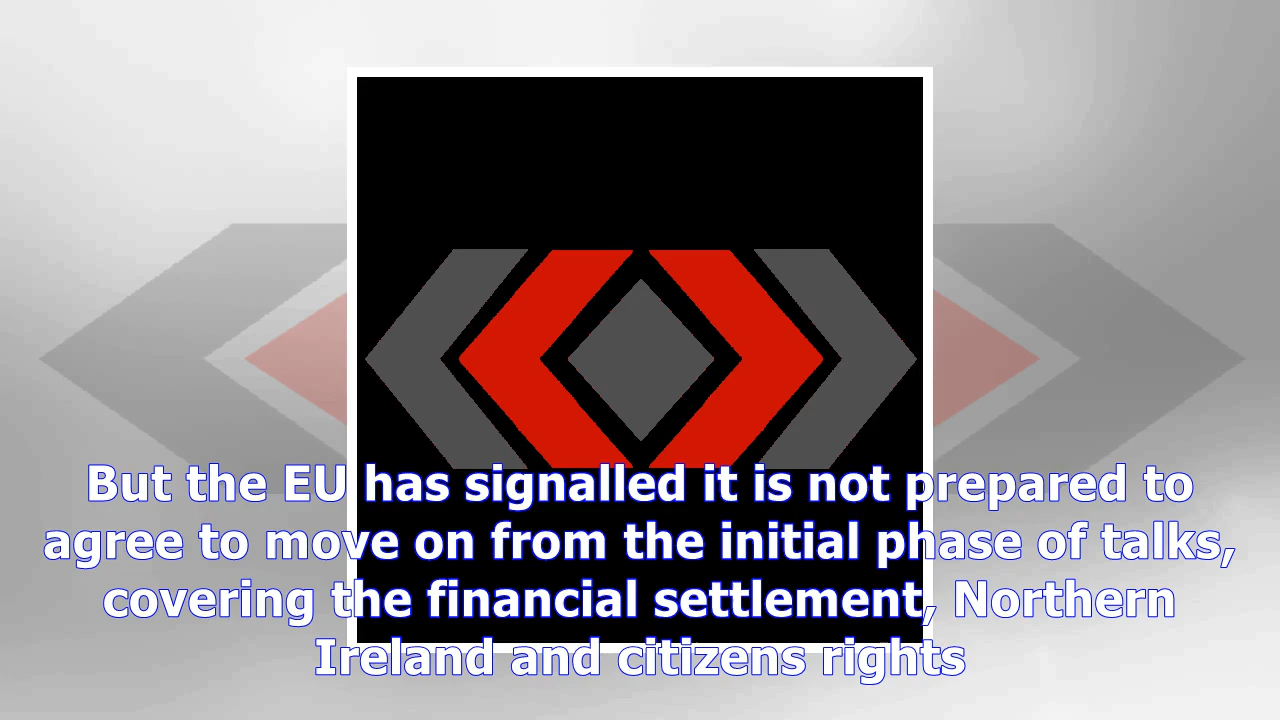 But the EU has signalled it is not prepared to
agree to move on from the initial phase of talks,
covering the financial settlement, Northern
Ireland and citizens rights